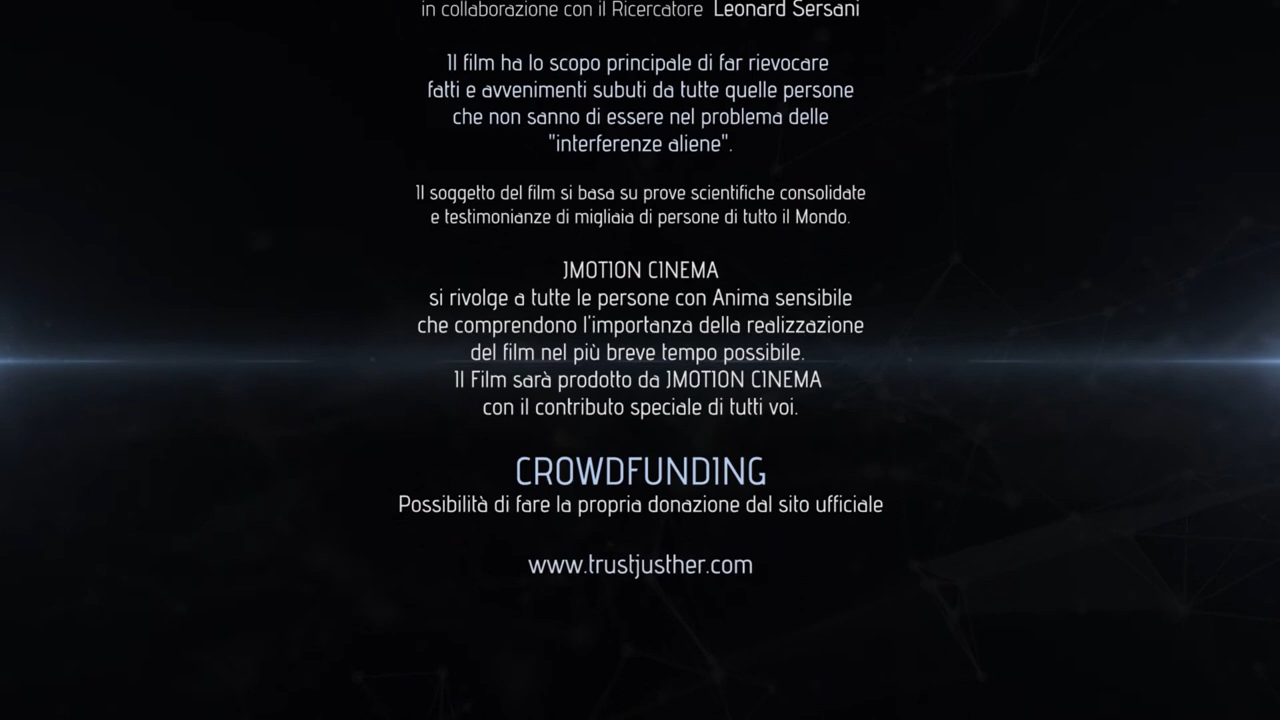 in collaborazione con il Ricercatore Leonard Sersani
Il film ha lo scopo principale di far rievocare
fatti e avvenimenti subuti da tutte quelle persone
che non sanno di essere nel problema delle
"interferenze aliene".
Il soggetto del film si basa su prove scientifiche consolidate
e testimonianze di migliaia di persone di tutto il Mondo.
JMOTION CINEMA
si rivolge a tutte le persone con Anima sensibile
che comprendono l'importanza della realizzazione
del film nel più breve tempo possibile.
Il Film sarà prodotto da JMOTION CINEMA
con il contributo speciale di tutti voi.
CROWDFUNDING
Possibilità di fare la propria donazione dal sito ufficiale
www.trustjusther.com